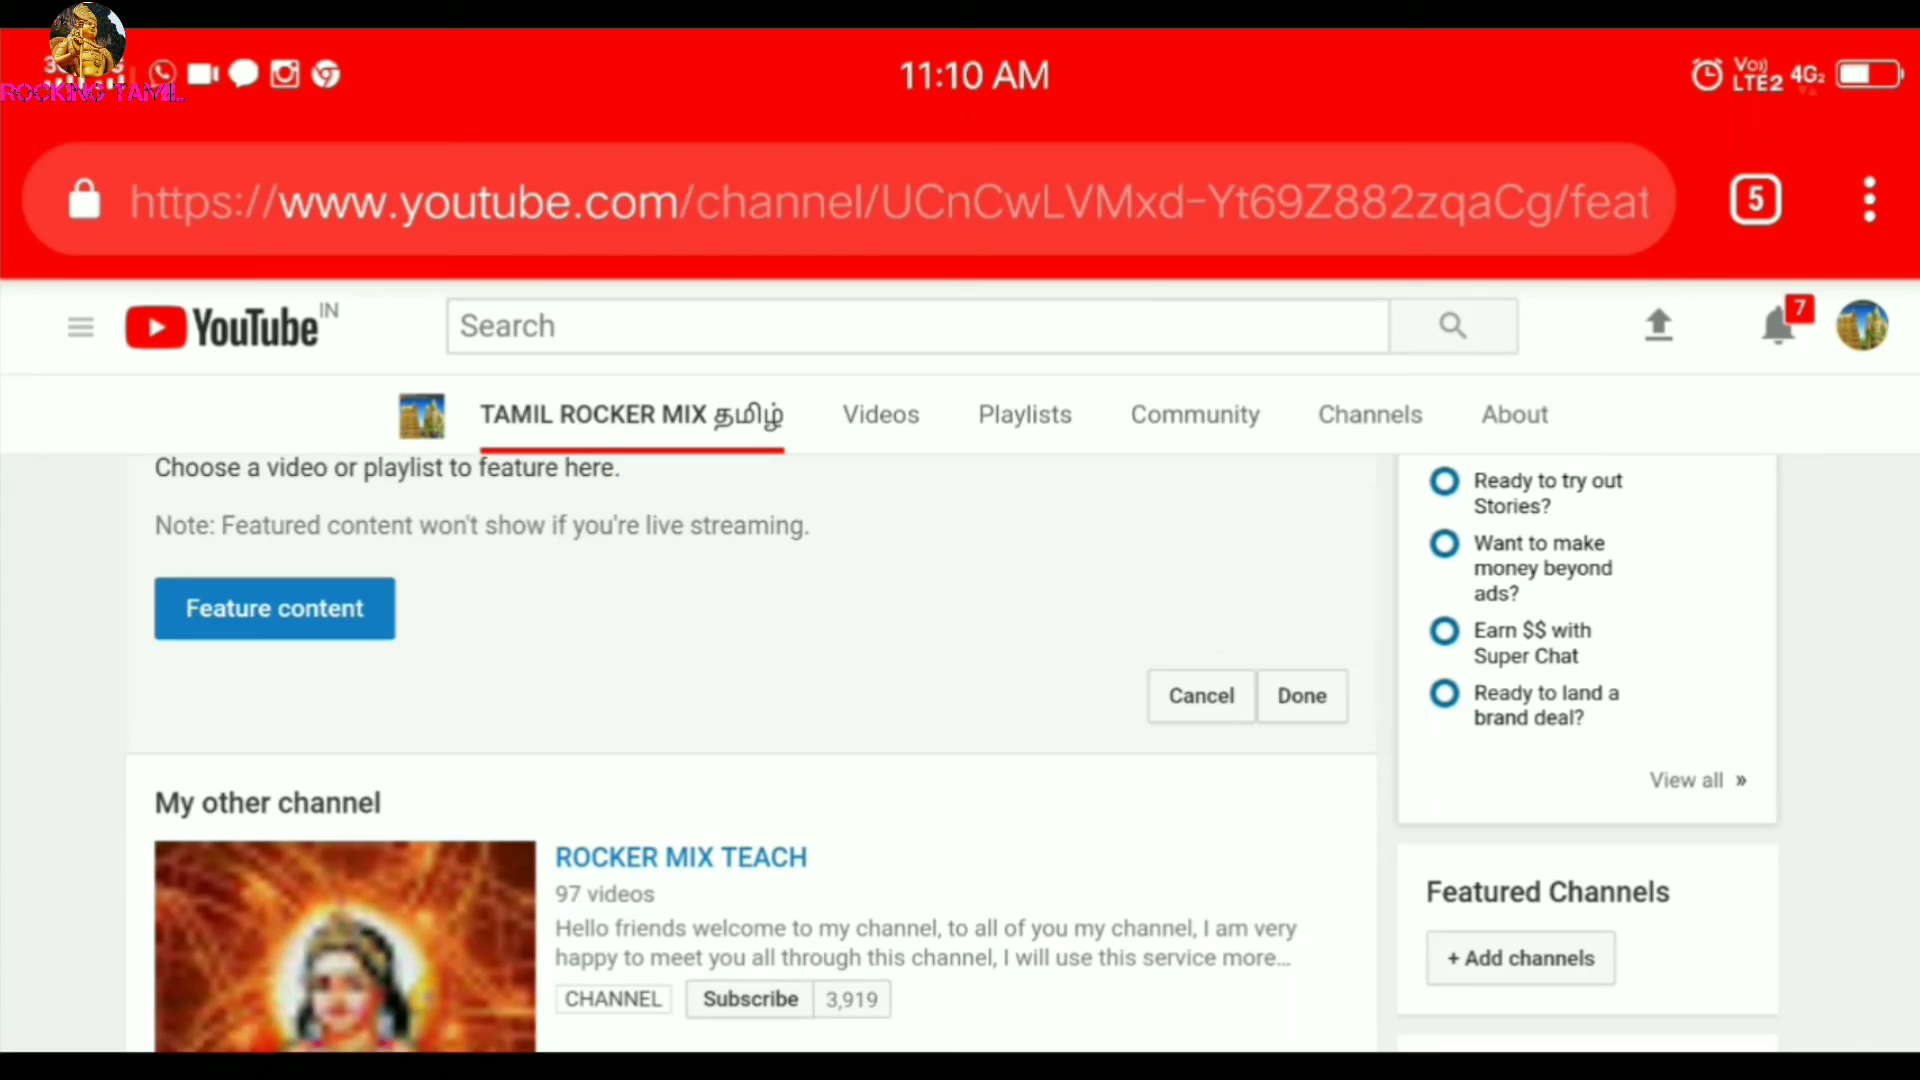 ROCKING TAMIL
11:10 AM
Vo))
LTE2 4G2
https://www.youtube.com/channel/UCnCwLVMxd-Yt69Z882zqaCg/feat
5
YouTube IN
Search
7
TAMIL ROCKER MIX தமிழ் Videos Playlists Community Channels About
Choose a video or playlist to feature here.
Note: Featured content won't show if you're live streaming.
Feature content
Cancel Done
Ready to try out
Stories?
Want to make
money beyond
ads?
Earn $$ with
Super Chat
Ready to land a
brand deal?
View all »
My other channel
ROCKER MIX TEACH
97 videos
Hello friends welcome to my channel, to all of you my channel, I am very
happy to meet you all through this channel, I will use this service more...
CHANNEL Subscribe 3,919
Featured Channels
+ Add channels